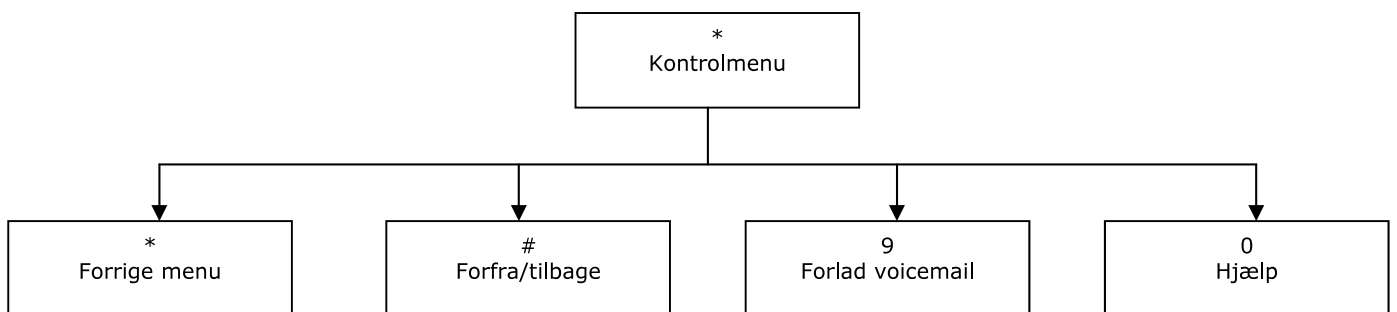 *
Kontrolmenu
*
Forrige menu
#
Forfra/tilbage
9
Forlad voicemail
0
Hjælp